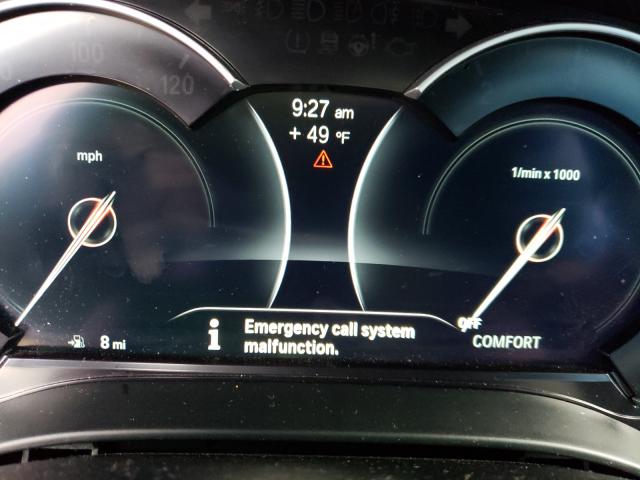 100
120
9:27 am
+ 49 °F
mph
1/min x 1000
OFF
8 mi
i Emergency call system
malfunction.
COMFORT